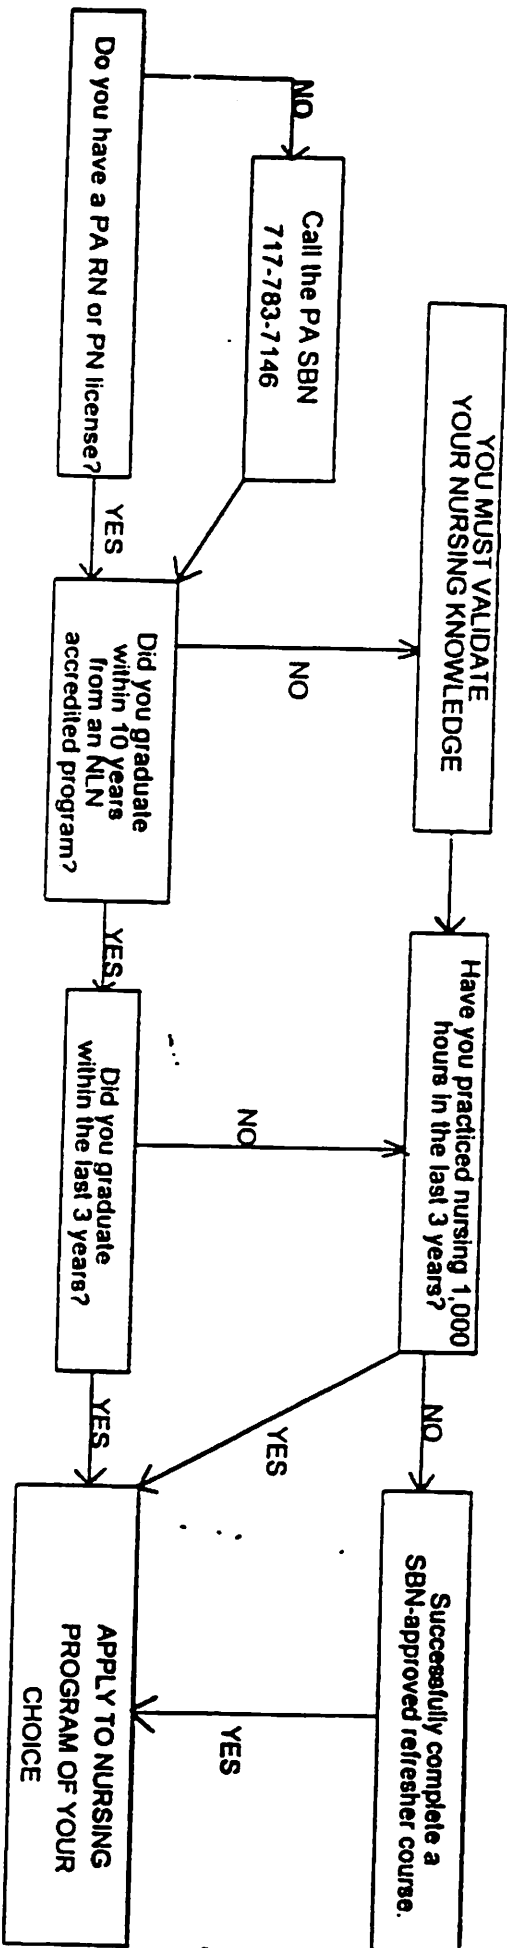 Do you have a PA RN or PN license?
NO
Call the PA SBN
717-783-7146
YES
Did you graduate
within 10 years
from an NLN
accredited program?
NO
YOU MUST VALIDATE
YOUR NURSING KNOWLEDGE
YES
Did you graduate
within the last 3 years?
NO
Have you practiced nursing 1,000
hours in the last 3 years?
YES
YES
NO
Successfully complete a
SBN-approved refresher course.
YES
APPLY TO NURSING
PROGRAM OF YOUR
CHOICE